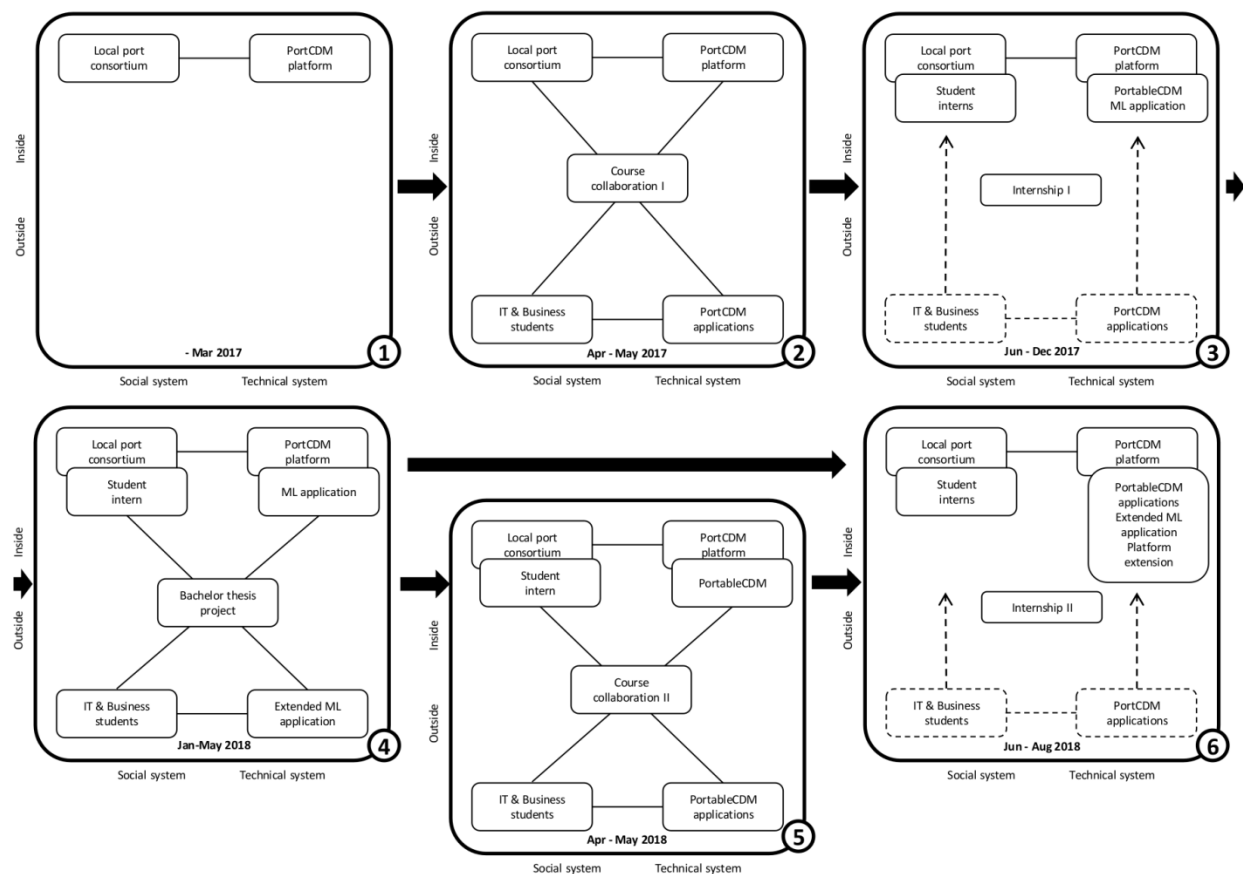 Local port
consortium
PortCDM
platform
Inside
Outside
- Mar 2017
1
Social system
Technical system
Local port
consortium
PortCDM
platform
Course
collaboration I
Inside
Outside
IT & Business
students
PortCDM
applications
Apr - May 2017
2
Social system
Technical system
Local port
consortium
PortCDM
platform
Student
interns
PortableCDM
ML application
Inside
Outside
Internship I
IT & Business
students
PortCDM
applications
Jun - Dec 2017
3
Social system
Technical system
Local port
consortium
PortCDM
platform
Student
intern
ML application
Inside
Outside
Bachelor thesis
project
IT & Business
students
Extended ML
application
Jan-May 2018
4
Social system
Technical system
Local port
consortium
PortCDM
platform
Student
intern
PortableCDM
Inside
Outside
Course
collaboration II
IT & Business
students
PortableCDM
applications
Apr - May 2018
5
Social system
Technical system
Local port
consortium
PortCDM
platform
Student
interns
PortableCDM
applications
Extended ML
application
Platform
extension
Inside
Outside
Internship II
IT & Business
students
PortCDM
applications
Jun - Aug 2018
6
Social system
Technical system